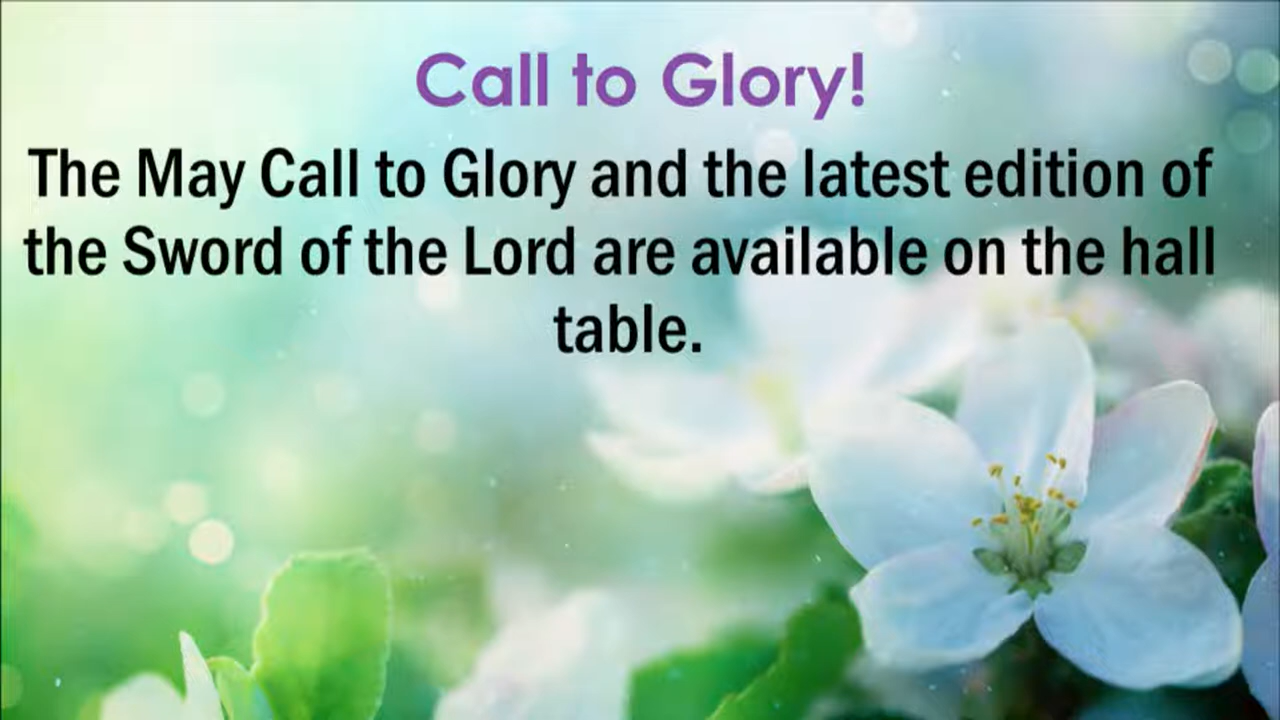 Call to Glory!
The May Call to Glory and the latest edition of
the Sword of the Lord are available on the hall
table.